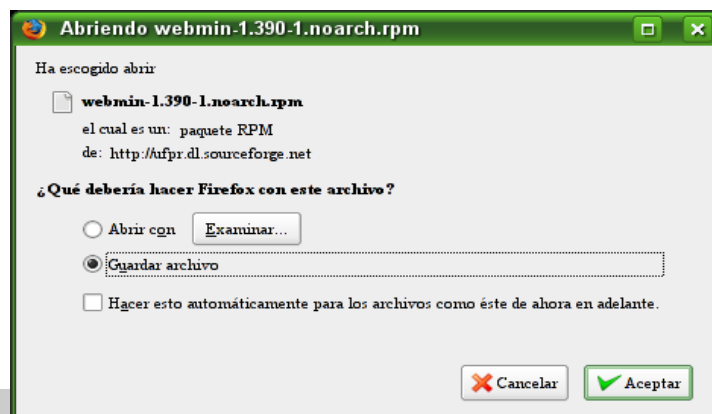 Abriendo webmin-1.390-1.noarch.rpm
Ha escogido abrir
webmin-1.390-1.noarch.rpm
el cual es un: paquete RPM
de: http://ufpr.dl.sourceforge.net
¿Qué debería hacer Firefox con este archivo?
Abrir con Examinar...
Guardar archivo
Hacer esto automáticamente para los archivos como éste de ahora en adelante.
Cancelar Aceptar